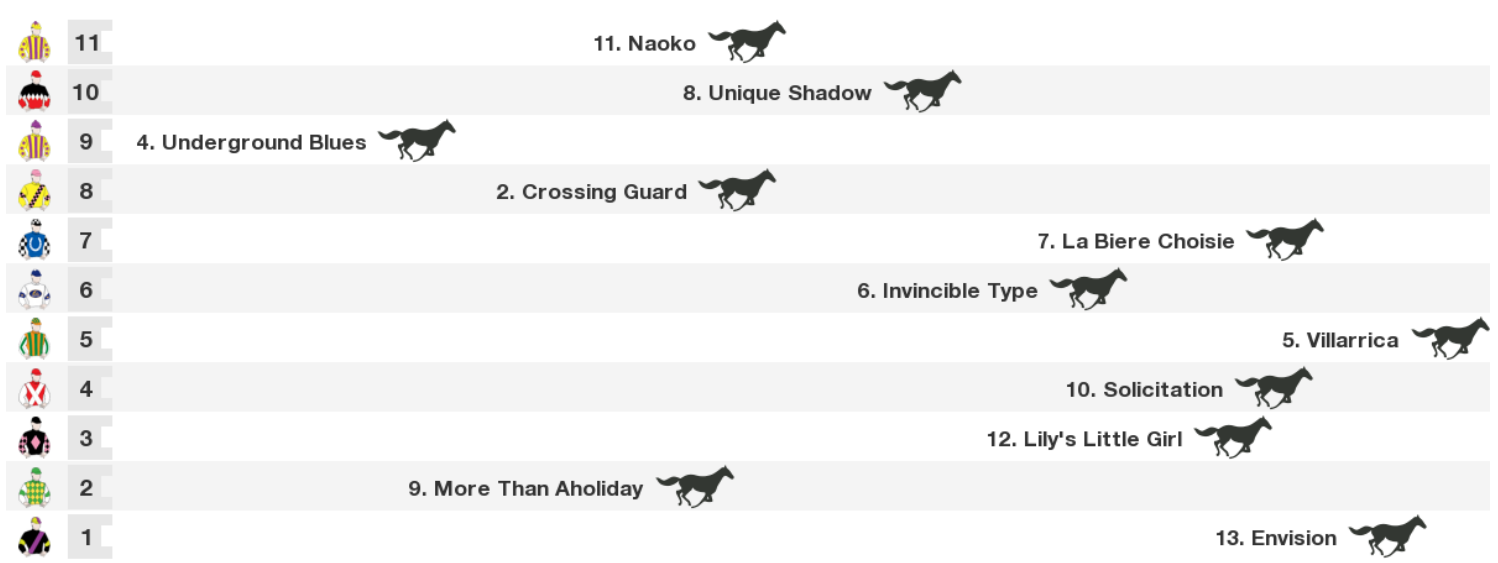 11 11. Naoko
10 8. Unique Shadow
9 4. Underground Blues
8 2. Crossing Guard
7 7. La Biere Choisie
6 6. Invincible Type
5 5. Villarrica
4 10. Solicitation
3 12. Lily's Little Girl
2 9. More Than Aholiday
1 13. Envision